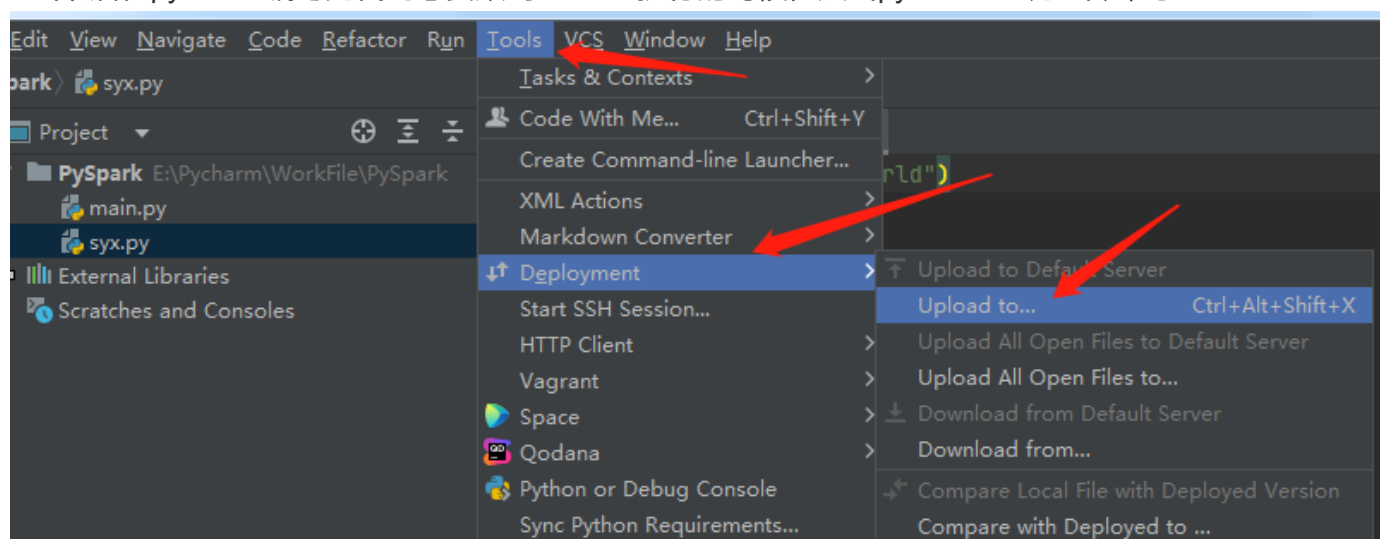 Edit View Navigate Code Refactor Run Tools VCS Window Help
park syx.py
Project
PySpark E:\Pycharm\WorkFile\PySpark
main.py
syx.py
External Libraries
Scratches and Consoles
Tasks & Contexts
Code With Me... Ctrl+Shift+Y
Create Command-line Launcher...
XML Actions
Markdown Converter
Deployment
Start SSH Session...
HTTP Client
Vagrant
Space
Qodana
Python or Debug Console
Sync Python Requirements...
rld")
Upload to Default Server
Upload to... Ctrl+Alt+Shift+X
Upload All Open Files to Default Server
Upload All Open Files to...
Download from Default Server
Download from...
Compare Local File with Deployed Version
Compare with Deployed to ...